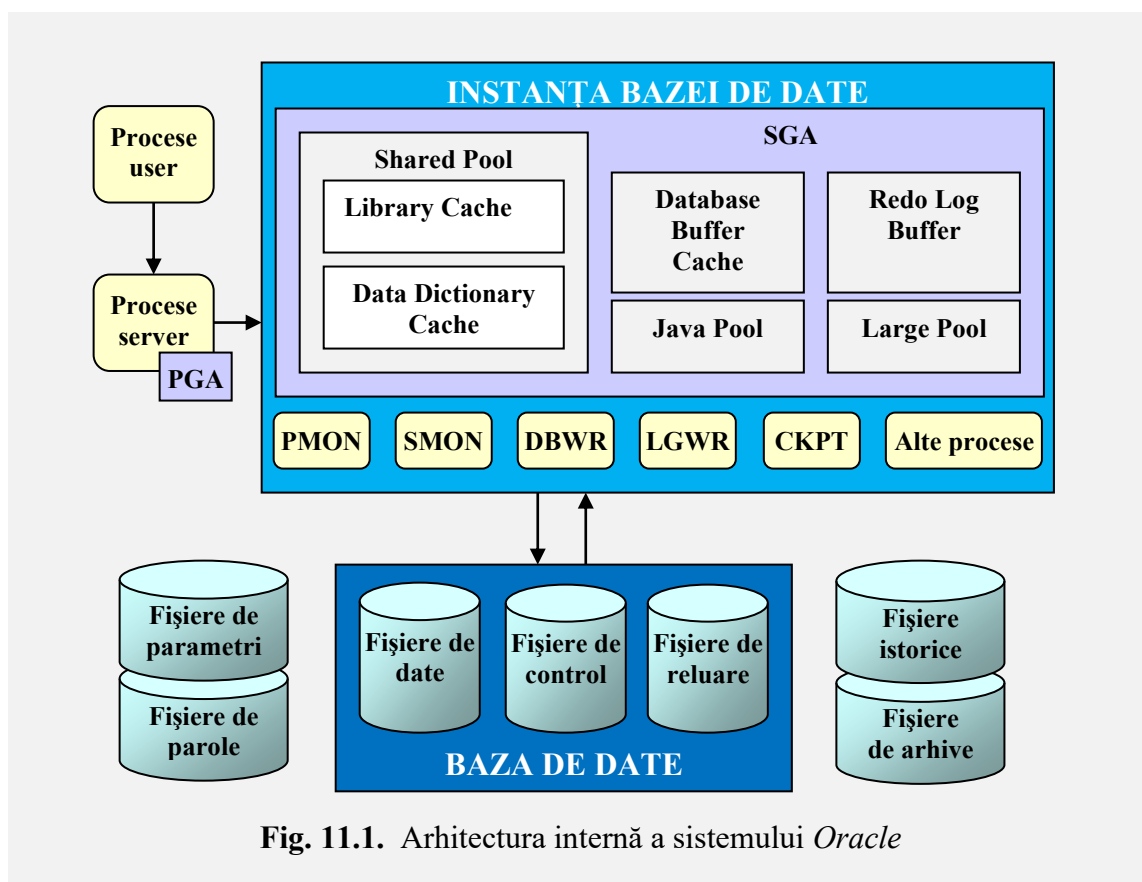 INSTANȚA BAZEI DE DATE
SGA
Procese
user
Procese
server
PGA
Shared Pool
Library Cache
Data Dictionary
Cache
Database
Buffer
Cache
Redo Log
Buffer
Java Pool
Large Pool
PMON
SMON
DBWR
LGWR
CKPT
Alte procese
Fişiere de
parametri
Fişiere de
parole
Fişiere de
date
Fişiere de
control
Fişiere de
reluare
BAZA DE DATE
Fişiere
istorice
Fişiere
de arhive
Fig. 11.1. Arhitectura internă a sistemului Oracle